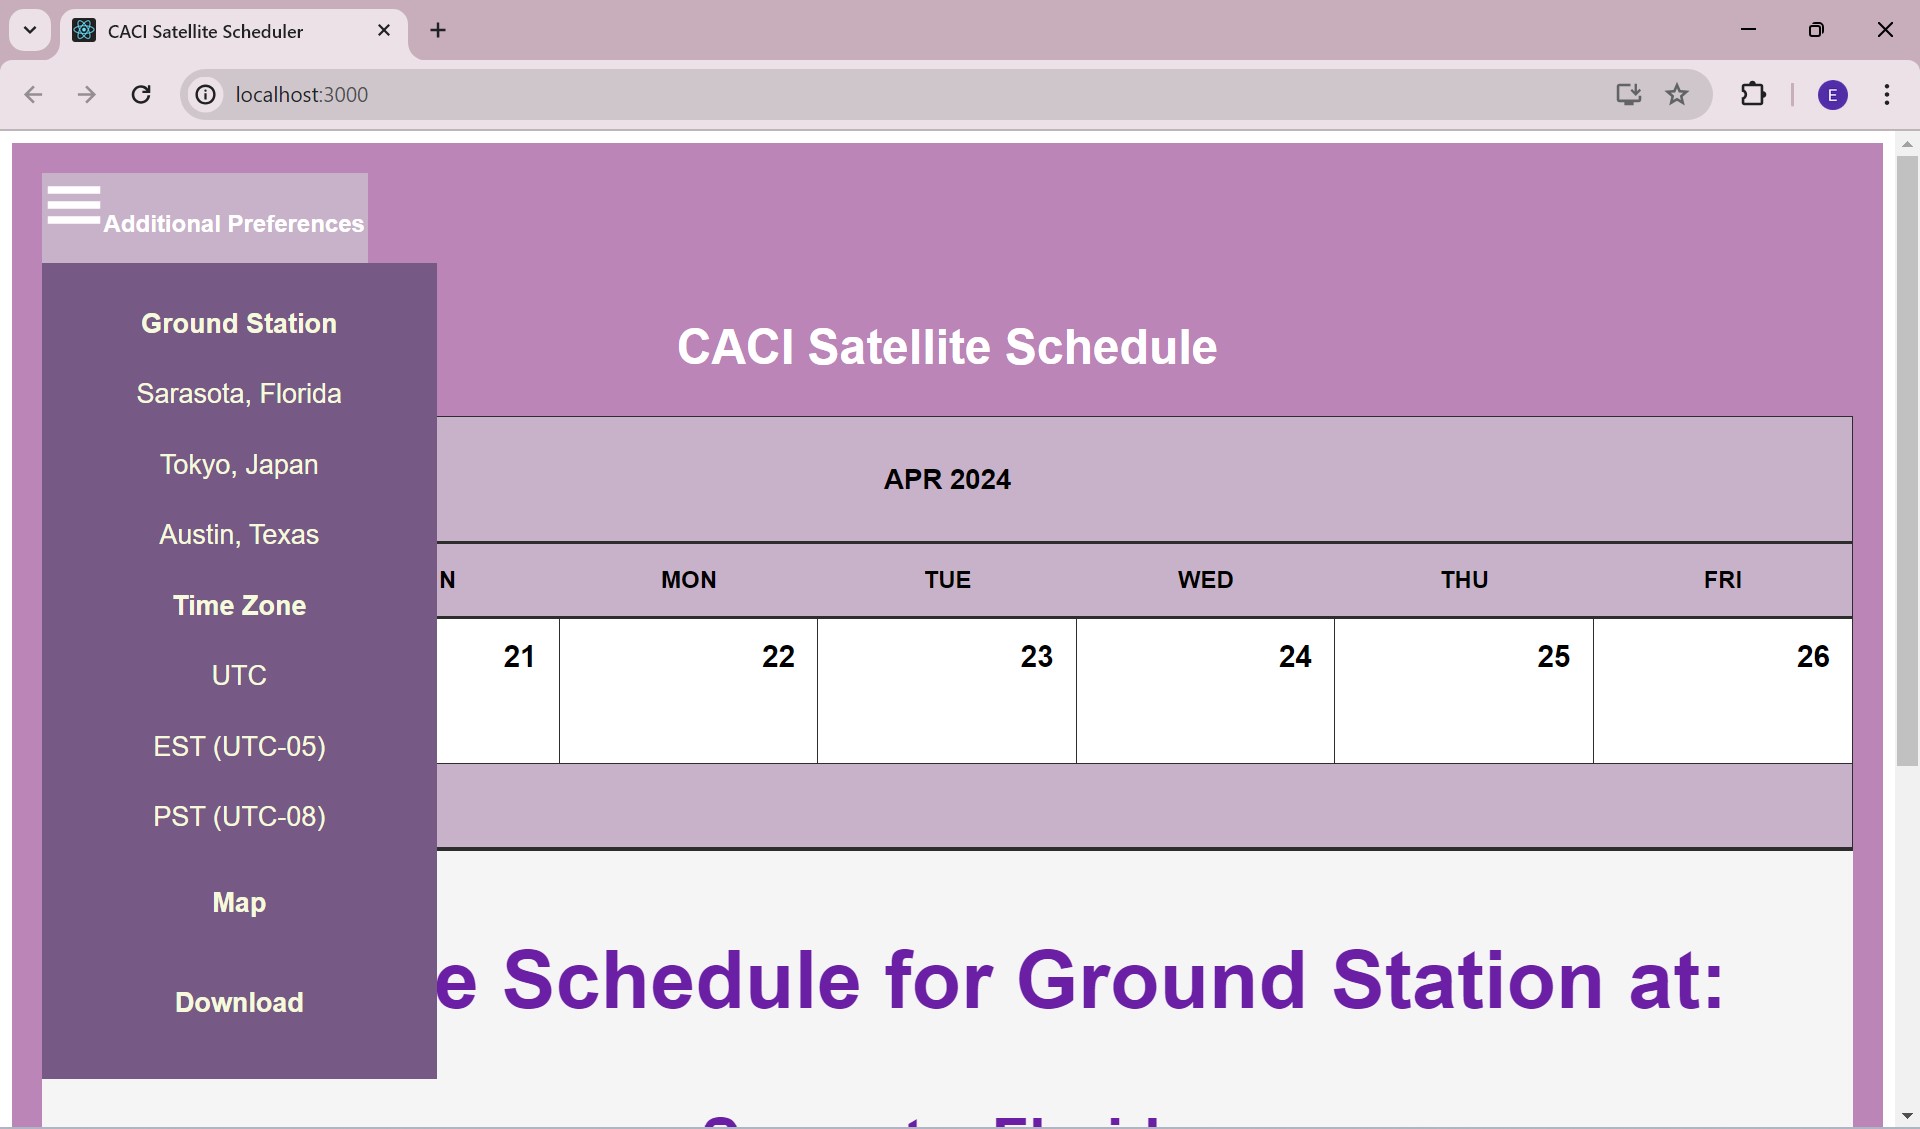 CACI Satellite Scheduler
localhost:3000
E
Additional Preferences
Ground Station
Sarasota, Florida
Tokyo, Japan
Austin, Texas
Time Zone
UTC
EST (UTC-05)
PST (UTC-08)
Map
Download
CACI Satellite Schedule
APR 2024
N MON TUE WED THU FRI
21 22 23 24 25 26
e Schedule for Ground Station at: